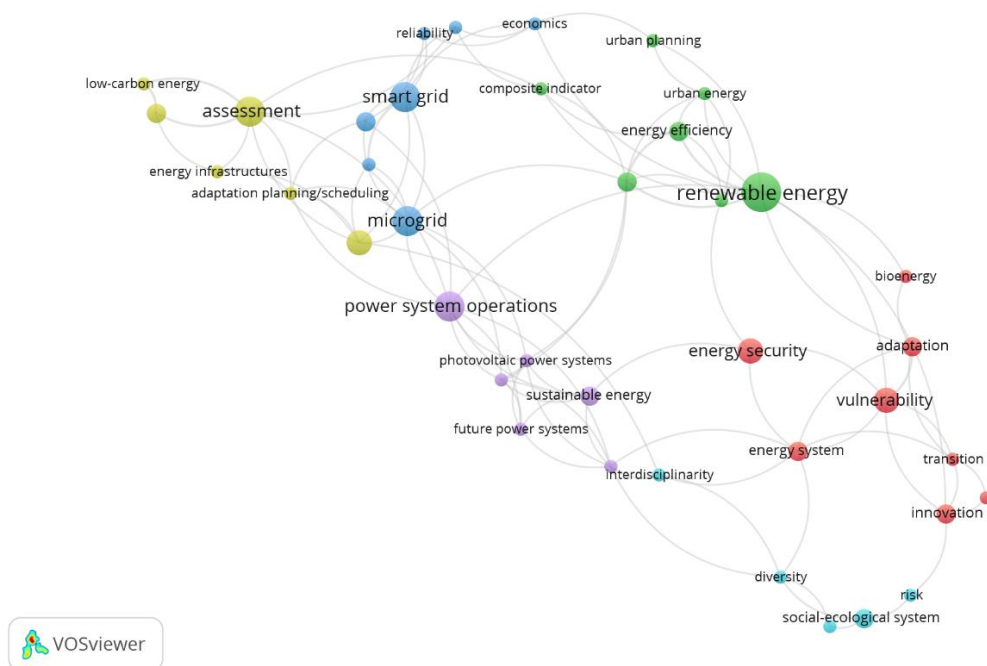 economics
reliability
urban planning
low-carbon energy
composite indicator
urban energy
smart grid
assessment
energy efficiency
energy infrastructures
adaptation planning/scheduling
renewable energy
microgrid
bioenergy
power system operations
adaptation
energy security
photovoltaic power systems
sustainable energy
vulnerability
future power systems
energy system
transition
interdisciplinarity
innovation
diversity
risk
social-ecological system
VOSviewer